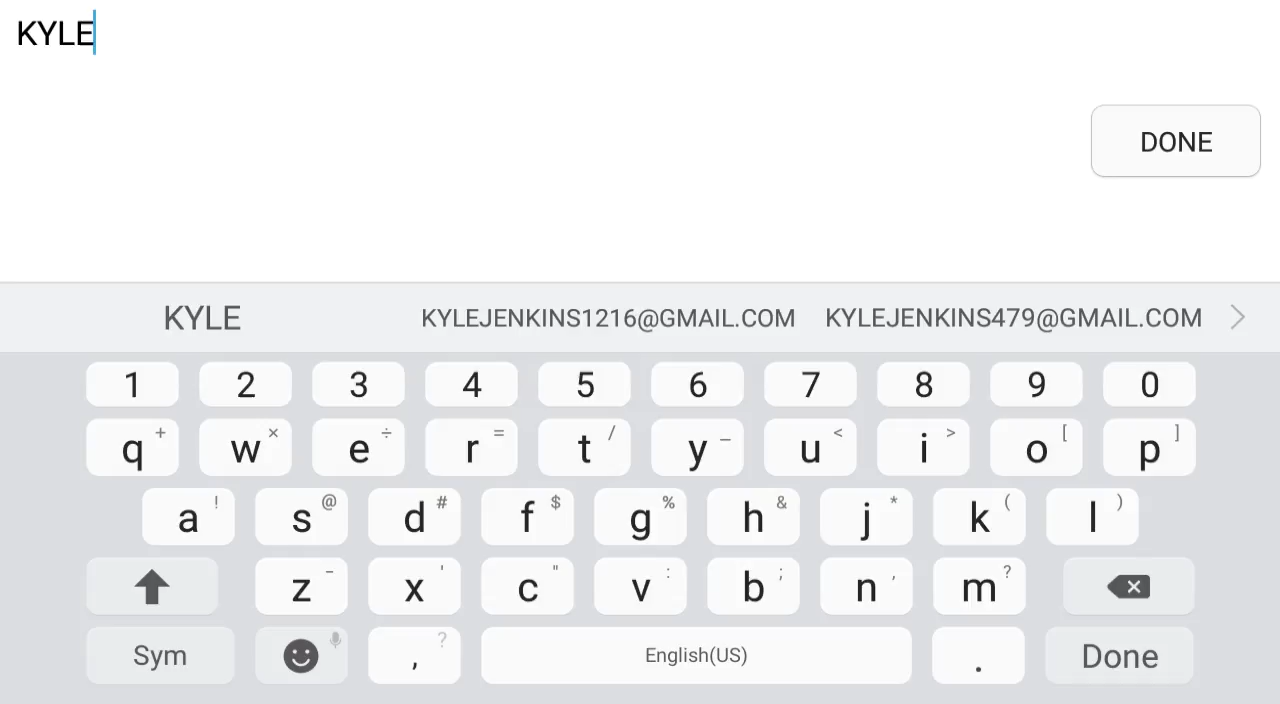 KYLE
DONE
KYLE KYLEJENKINS1216@GMAIL.COM KYLEJENKINS479@GMAIL.COM
1 2 3 4 5 6 7 8 9 0
q + w × e ÷ r = t / y _ u < i > o [ p ]
a ! s @ d # f $ g % h & j * k ( l )
z - x ' c " v : b ; n , m ?
Sym , ? English(US) . Done